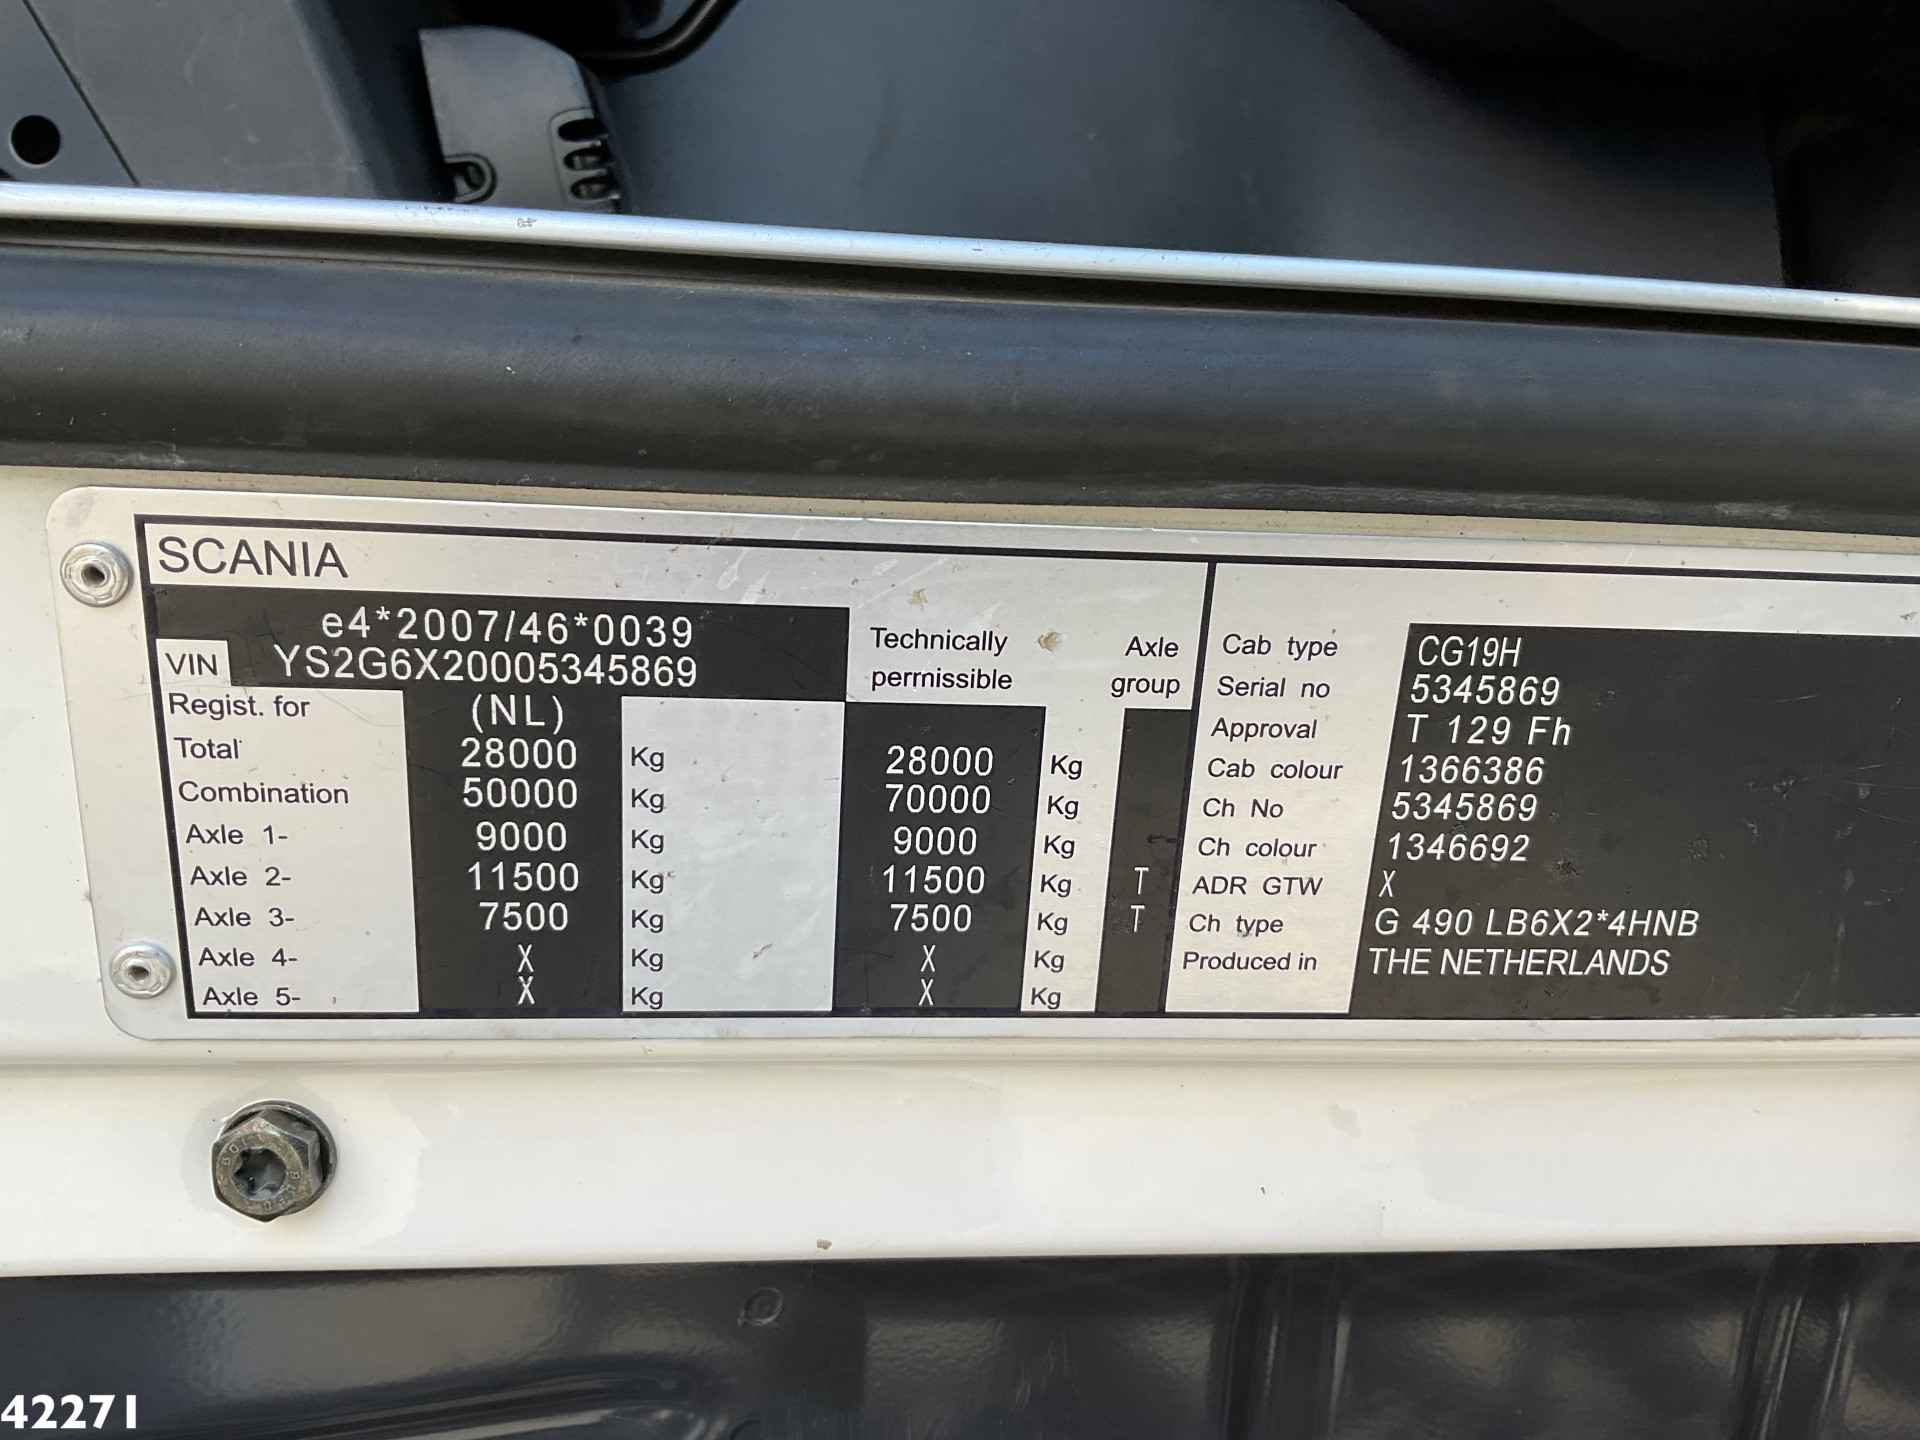 SCANIA
e4*2007/46*0039
VIN YS2G6X20005345869
Technically permissible
Axle group
Regist. for (NL)
Total 28000 Kg 28000 Kg
Combination 50000 Kg 70000 Kg
Axle 1- 9000 Kg 9000 Kg
Axle 2- 11500 Kg 11500 Kg T
Axle 3- 7500 Kg 7500 Kg T
Axle 4- X Kg X Kg
Axle 5- X Kg X Kg
Cab type CG19H
Serial no 5345869
Approval T 129 Fh
Cab colour 1366386
Ch No 5345869
Ch colour 1346692
ADR GTW X
Ch type G 490 LB6X2*4HNB
Produced in THE NETHERLANDS
42271